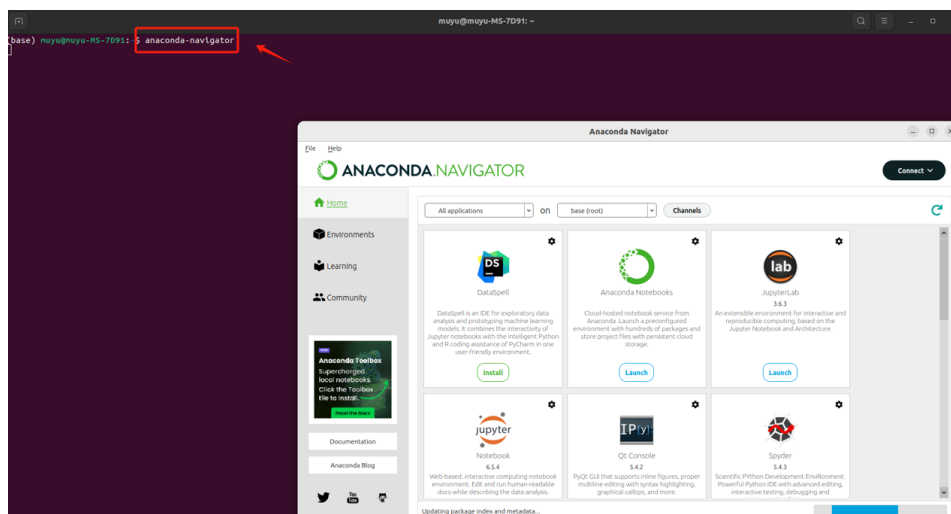 muyu@muyu-MS-7D91: ~
(base) muyu@muyu-MS-7D91:~$ anaconda-navigator
Anaconda Navigator
File Help
ANACONDA.NAVIGATOR
Connect
Home
All applications on base (root) Channels
Environments
Learning
Community
DS
DataSpell
DataSpell is an IDE for exploratory data
analysis and prototyping machine learning
models. It combines the interactivity of
Jupyter notebooks with the intelligent Python
and R coding assistance of PyCharm in one
user-friendly environment.
Install
Anaconda Notebooks
Cloud-hosted notebook service from
Anaconda. Launch a preconfigured
environment with hundreds of packages and
store project files with persistent cloud
storage.
Launch
lab
JupyterLab
3.6.3
An extensible environment for interactive and
reproducible computing, based on the
Jupyter Notebook and Architecture.
Launch
Anaconda Toolbox
Supercharged
local notebooks.
Click the Toolbox
tile to install.
Read the Docs
Documentation
Anaconda Blog
You
Tube
jupyter
Notebook
6.5.4
Web-based, interactive computing notebook
environment. Edit and run human-readable
docs while describing the data analysis.
IP[y]
Qt Console
5.4.2
PyQt GUI that supports inline figures, proper
multiline editing with syntax highlighting,
graphical calltips, and more.
Spyder
5.4.3
Scientific PYthon Development EnviRonment.
Powerful Python IDE with advanced editing,
interactive testing, debugging and
Updating package index and metadata...